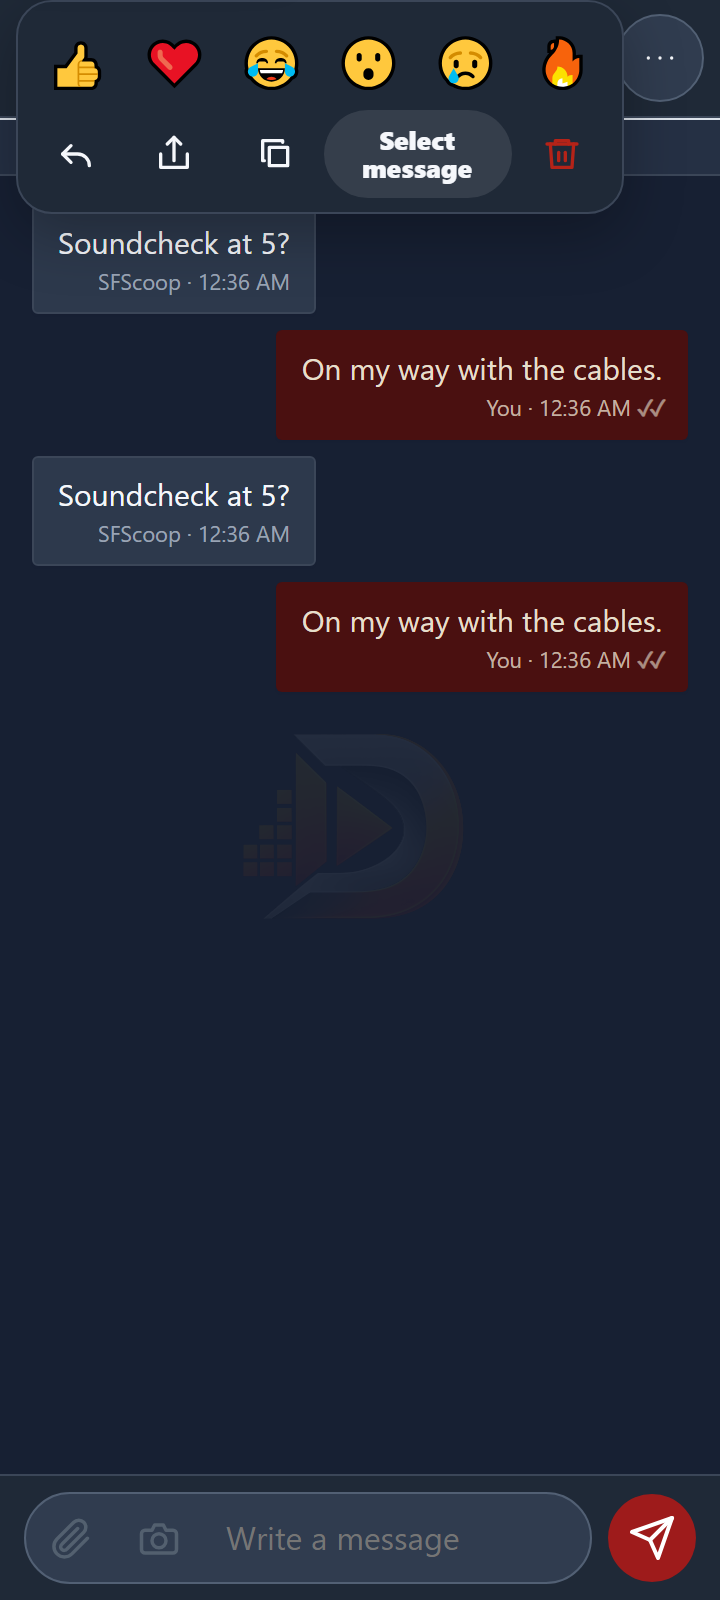 Select
message
Soundcheck at 5?
SFScoop · 12:36 AM
On my way with the cables.
You · 12:36 AM
Soundcheck at 5?
SFScoop · 12:36 AM
On my way with the cables.
You · 12:36 AM
Write a message